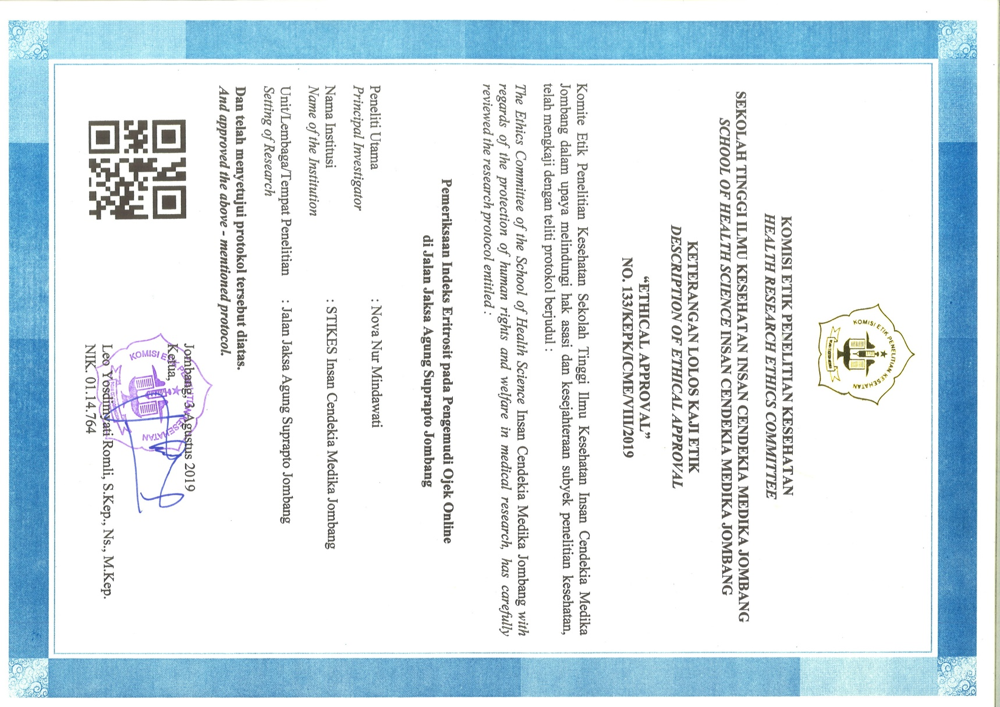 KOMISI ETIK PENELITIAN KESEHATAN
KOMISI ETIK PENELITIAN KESEHATAN
HEALTH RESEARCH ETHICS COMMITTEE
SEKOLAH TINGGI ILMU KESEHATAN INSAN CENDEKIA MEDIKA JOMBANG
SCHOOL OF HEALTH SCIENCE INSAN CENDEKIA MEDIKA JOMBANG
KETERANGAN LOLOS KAJI ETIK
DESCRIPTION OF ETHICAL APPROVAL
“ETHICAL APPROVAL”
NO. 133/KEPK/ICME/VIII/2019
Komite Etik Penelitian Kesehatan Sekolah Tinggi Ilmu Kesehatan Insan Cendekia Medika
Jombang dalam upaya melindungi hak asasi dan kesejahteraan subyek penelitian kesehatan,
telah mengkaji dengan teliti protokol berjudul :
The Ethics Committee of the School of Health Science Insan Cendekia Medika Jombang with
regards of the protection of human rights and welfare in medical research, has carefully
reviewed the research protocol entitled :
Pemeriksaan Indeks Eritrosit pada Pengemudi Ojek Online
di Jalan Jaksa Agung Suprapto Jombang
Peneliti Utama : Nova Nur Mindawati
Principal Investigator
Nama Institusi : STIKES Insan Cendekia Medika Jombang
Name of the Institution
Unit/Lembaga/Tempat Penelitian : Jalan Jaksa Agung Suprapto Jombang
Setting of Research
Dan telah menyetujui protokol tersebut diatas.
And approved the above - mentioned protocol.
Jombang, 3 Agustus 2019
Ketua,
KOMISI ETIK PENELITIAN KESEHATAN
Leo Yosdimyati Romli, S.Kep., Ns., M.Kep.
NIK. 01.14.764